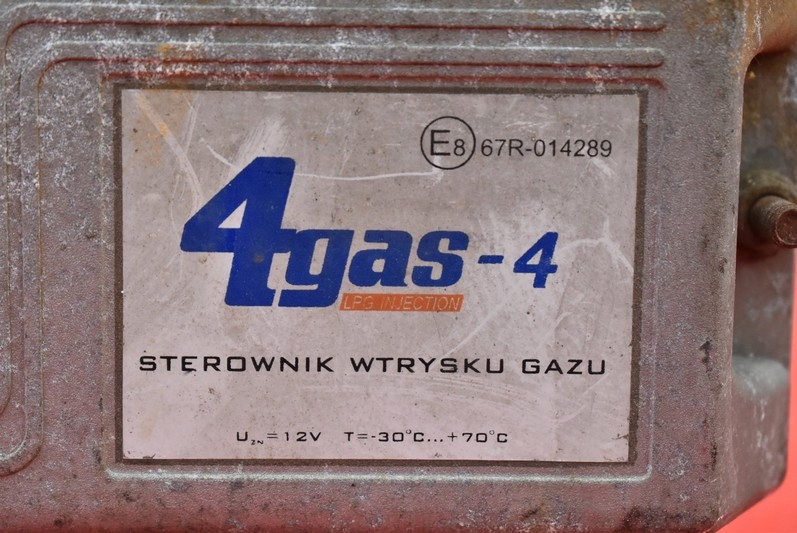 E8 67R-014289
4gas-4
LPG INJECTION
STEROWNIK WTRYSKU GAZU
UZN=12V T=-30°C...+70°C